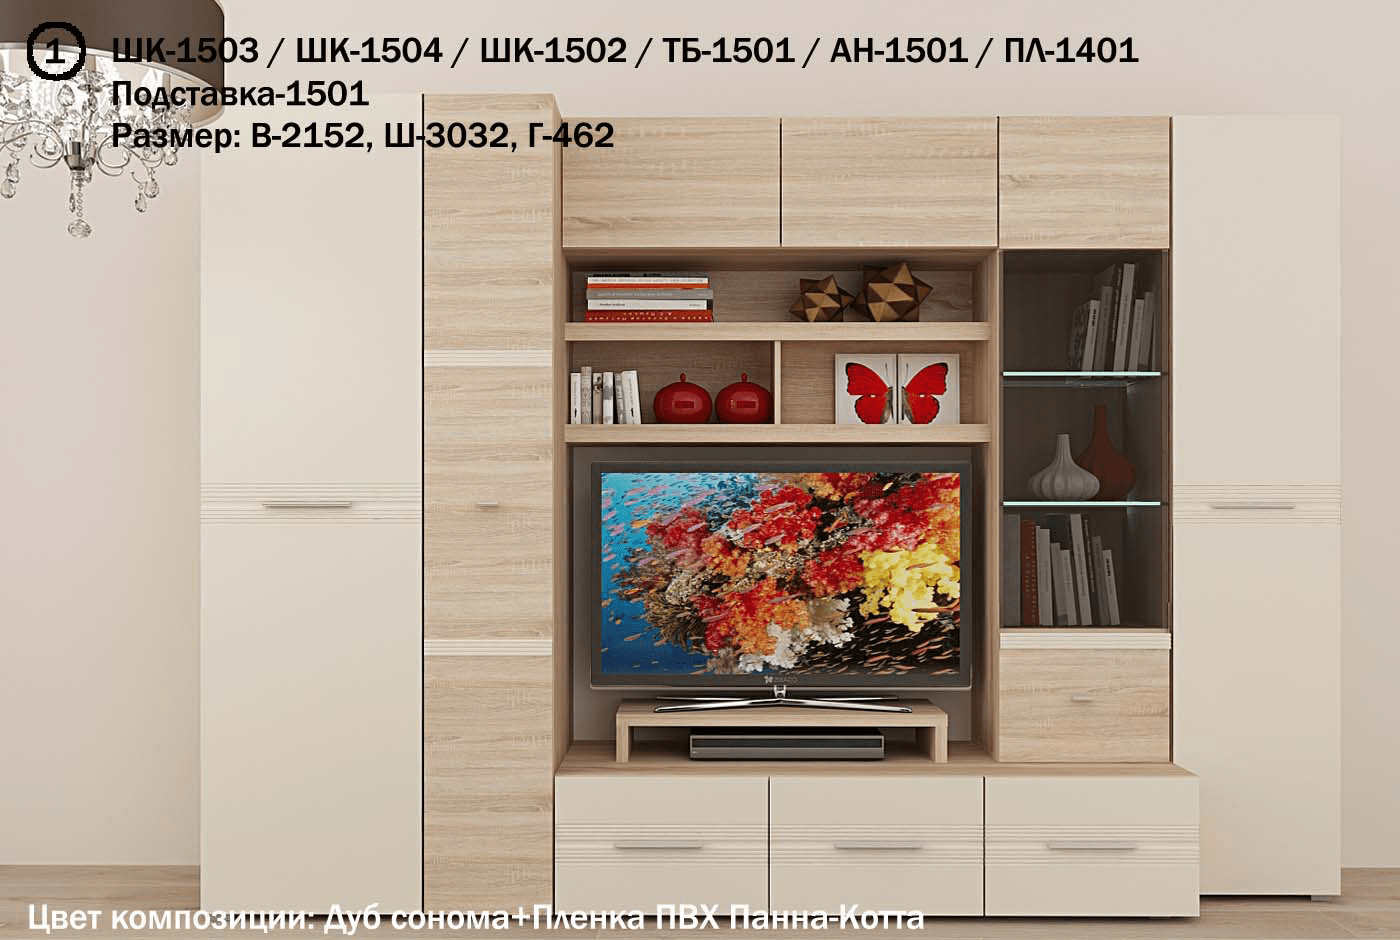 1 ШК-1503 / ШК-1504 / ШК-1502 / ТБ-1501 / АН-1501 / ПЛ-1401
Подставка-1501
Размер: В-2152, Ш-3032, Г-462
Цвет композиции: Дуб сонома+Пленка ПВХ Панна-Котта